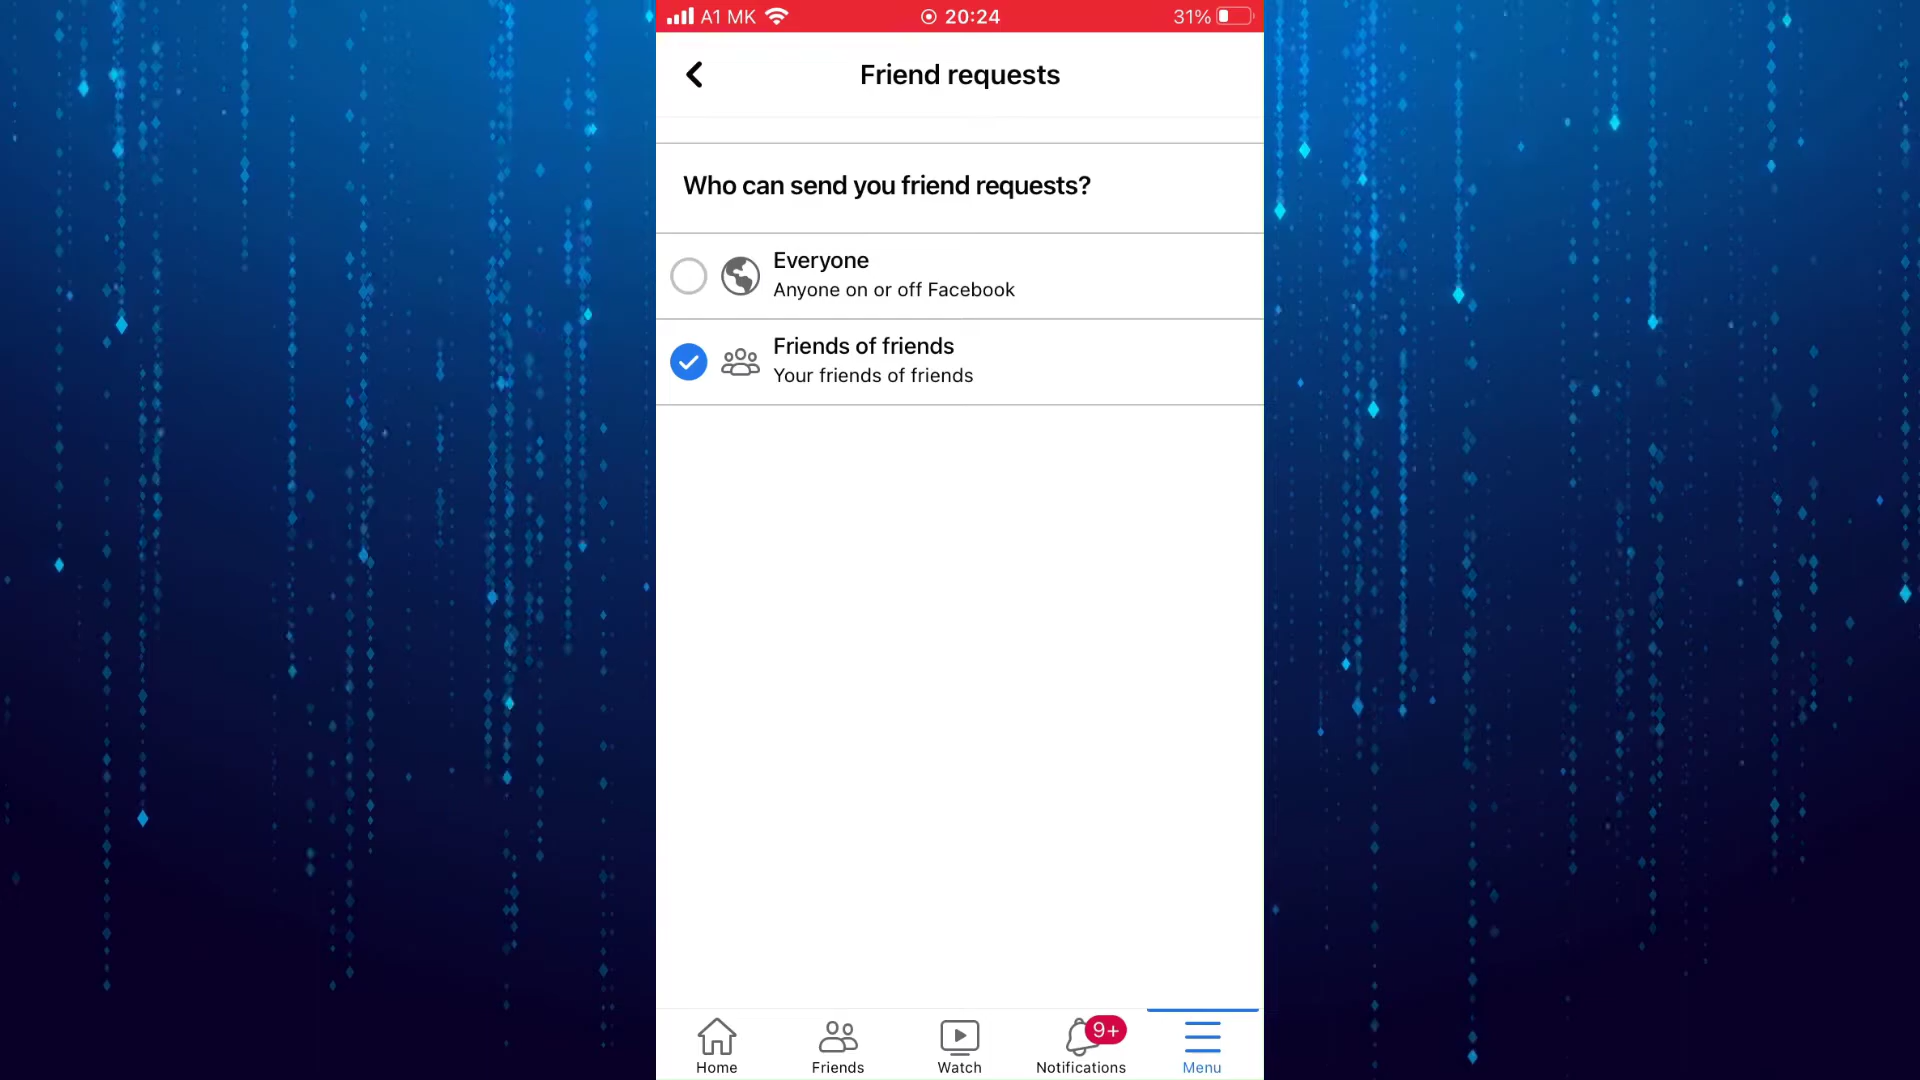 A1 MK 20:24 31%
Friend requests
Who can send you friend requests?
Everyone
Anyone on or off Facebook
Friends of friends
Your friends of friends
9+
Home Friends Watch Notifications Menu